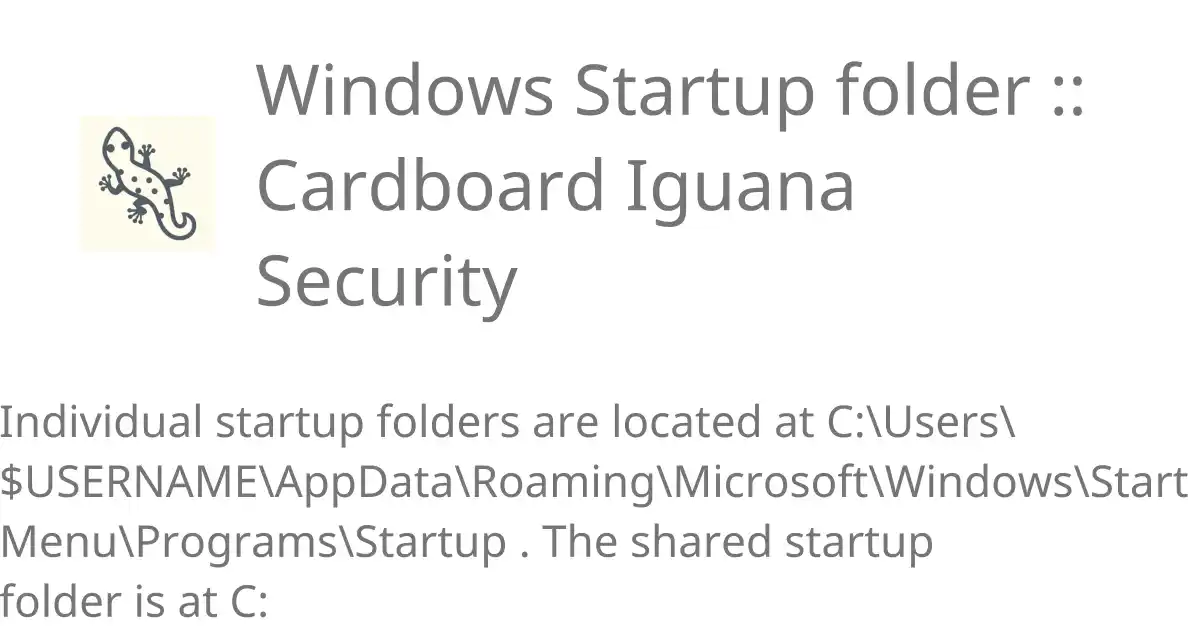 Windows Startup folder ::
Cardboard Iguana
Security
Individual startup folders are located at C:\Users\
$USERNAME\AppData\Roaming\Microsoft\Windows\Start
Menu\Programs\Startup . The shared startup
folder is at C: